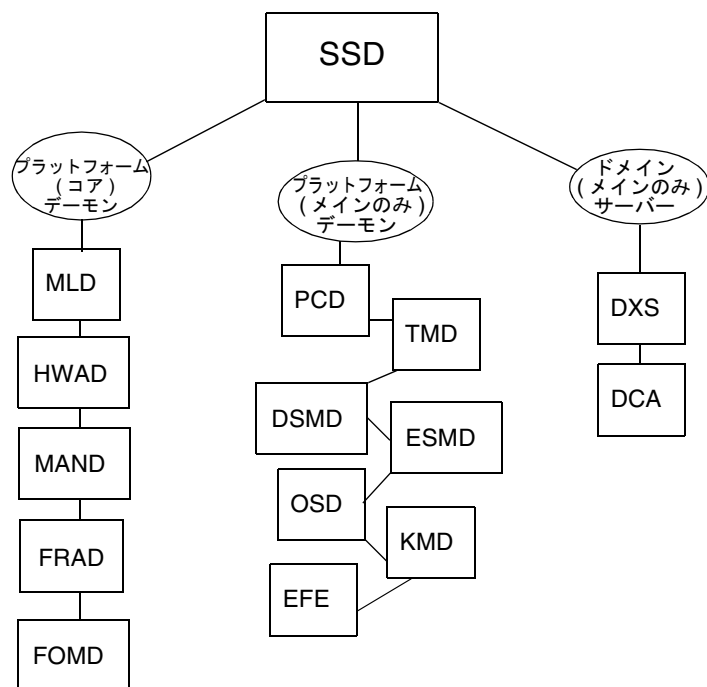 SSD
プラットフォーム
(コア)
デーモン
プラットフォーム
(メインのみ)
デーモン
ドメイン
(メインのみ)
サーバー
MLD
HWAD
MAND
FRAD
FOMD
PCD
TMD
DSMD
ESMD
OSD
KMD
EFE
DXS
DCA